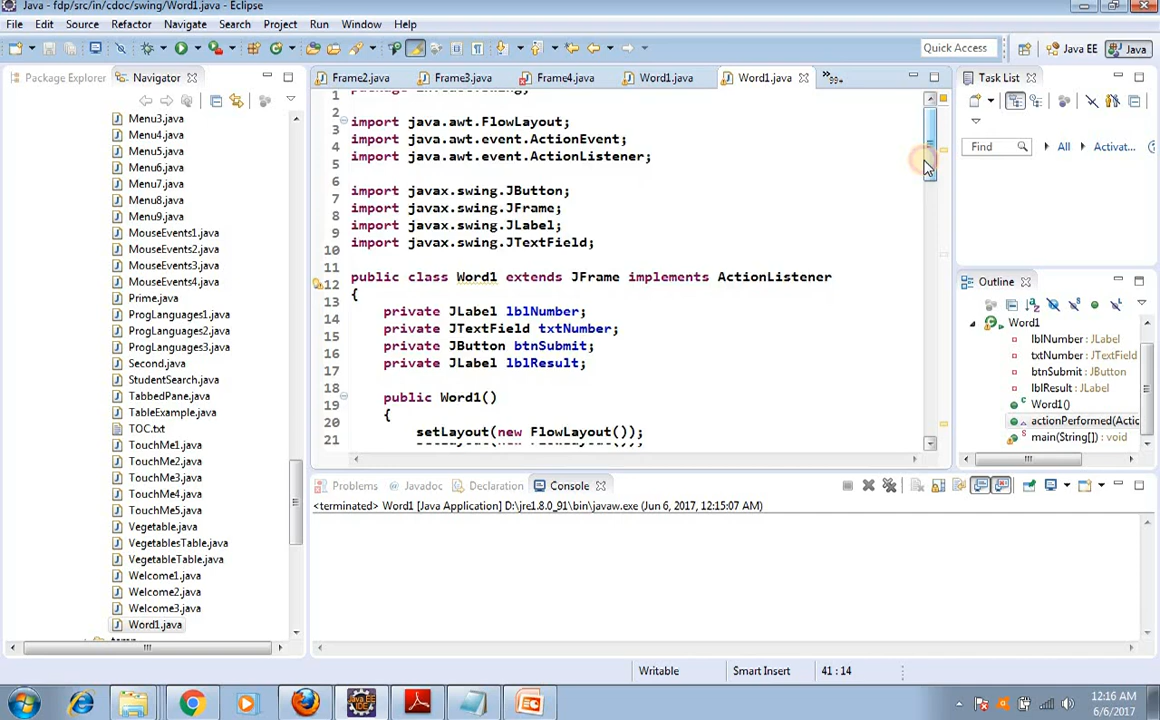 Java - fdp/src/in/cdoc/swing/Word1.java - Eclipse
File Edit Source Refactor Navigate Search Project Run Window Help
Quick Access
Java EE
Java
Package Explorer
Navigator
Menu3.java
Menu4.java
Menu5.java
Menu6.java
Menu7.java
Menu8.java
Menu9.java
MouseEvents1.java
MouseEvents2.java
MouseEvents3.java
MouseEvents4.java
Prime.java
ProgLanguages1.java
ProgLanguages2.java
ProgLanguages3.java
Second.java
StudentSearch.java
TabbedPane.java
TableExample.java
TOC.txt
TouchMe1.java
TouchMe2.java
TouchMe3.java
TouchMe4.java
TouchMe5.java
Vegetable.java
VegetablesTable.java
VegetableTable.java
Welcome1.java
Welcome2.java
Welcome3.java
Word1.java
Frame2.java
Frame3.java
Frame4.java
Word1.java
Word1.java
»99
1
2
3 import java.awt.FlowLayout;
4 import java.awt.event.ActionEvent;
5 import java.awt.event.ActionListener;
6
7 import javax.swing.JButton;
8 import javax.swing.JFrame;
9 import javax.swing.JLabel;
10 import javax.swing.JTextField;
11
12 public class Word1 extends JFrame implements ActionListener
13 {
14 private JLabel lblNumber;
15 private JTextField txtNumber;
16 private JButton btnSubmit;
17 private JLabel lblResult;
18
19 public Word1()
20 {
21 setLayout(new FlowLayout());
Task List
Find
All
Activat...
Outline
Word1
lblNumber : JLabel
txtNumber : JTextField
btnSubmit : JButton
lblResult : JLabel
Word1()
actionPerformed(Actic
main(String[]) : void
Problems
Javadoc
Declaration
Console
<terminated> Word1 [Java Application] D:\jre1.8.0_91\bin\javaw.exe (Jun 6, 2017, 12:15:07 AM)
Writable
Smart Insert
41 : 14
12:16 AM
6/6/2017